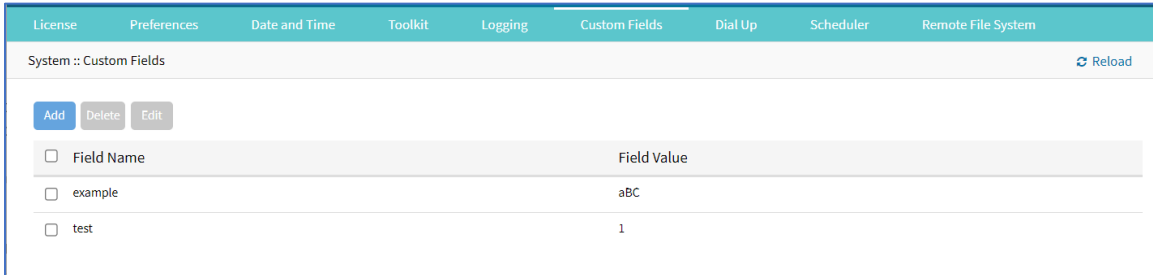 License Preferences Date and Time Toolkit Logging Custom Fields Dial Up Scheduler Remote File System
System :: Custom Fields Reload
Add Delete Edit
Field Name Field Value
example aBC
test 1